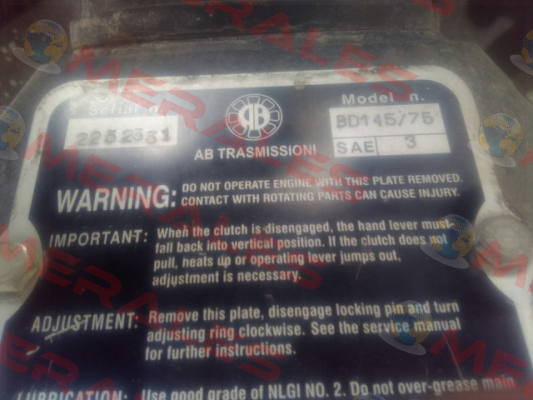 Serial n.
2252361
AB TRASMISSIONI
Model n.
BD145/75
SAE 3
WARNING: DO NOT OPERATE ENGINE WITH THIS PLATE REMOVED.
CONTACT WITH ROTATING PARTS CAN CAUSE INJURY.
IMPORTANT: When the clutch is disengaged, the hand lever must
fall back into vertical position. If the clutch does not
pull, heats up or operating lever jumps out,
adjustment is necessary.
ADJUSTMENT: Remove this plate, disengage locking pin and turn
adjusting ring clockwise. See the service manual
for further instructions.
LUBRICATION: Use good grade of NLGI NO. 2. Do not over-grease main
MERALES